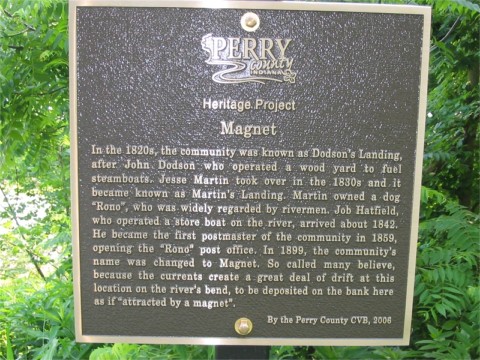 PERRY
County
INDIANA
Heritage Project
Magnet
In the 1820s, the community was known as Dodson's Landing,
after John Dodson who operated a wood yard to fuel
steamboats. Jesse Martin took over in the 1830s and it
became known as Martin's Landing. Martin owned a dog
"Rono", who was widely regarded by rivermen. Job Hatfield,
who operated a store boat on the river, arrived about 1842.
He became the first postmaster of the community in 1859,
opening the "Rono" post office. In 1899, the community's
name was changed to Magnet. So called many believe,
because the currents create a great deal of drift at this
location on the river's bend, to be deposited on the bank here
as if "attracted by a magnet".
By the Perry County CVB, 2006